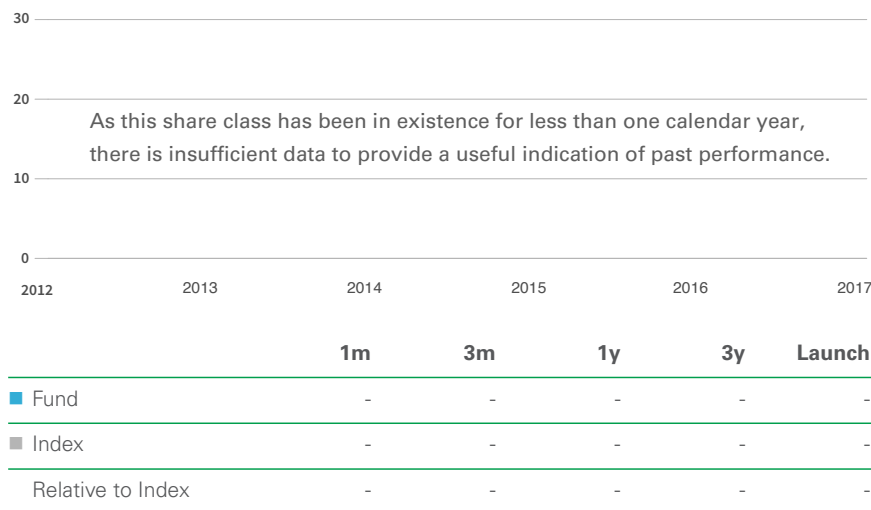 30
20
As this share class has been in existence for less than one calendar year,
there is insufficient data to provide a useful indication of past performance.
10
0
2012 2013 2014 2015 2016 2017
1m 3m 1y 3y Launch
Fund - - - - -
Index - - - - -
Relative to Index - - - - -